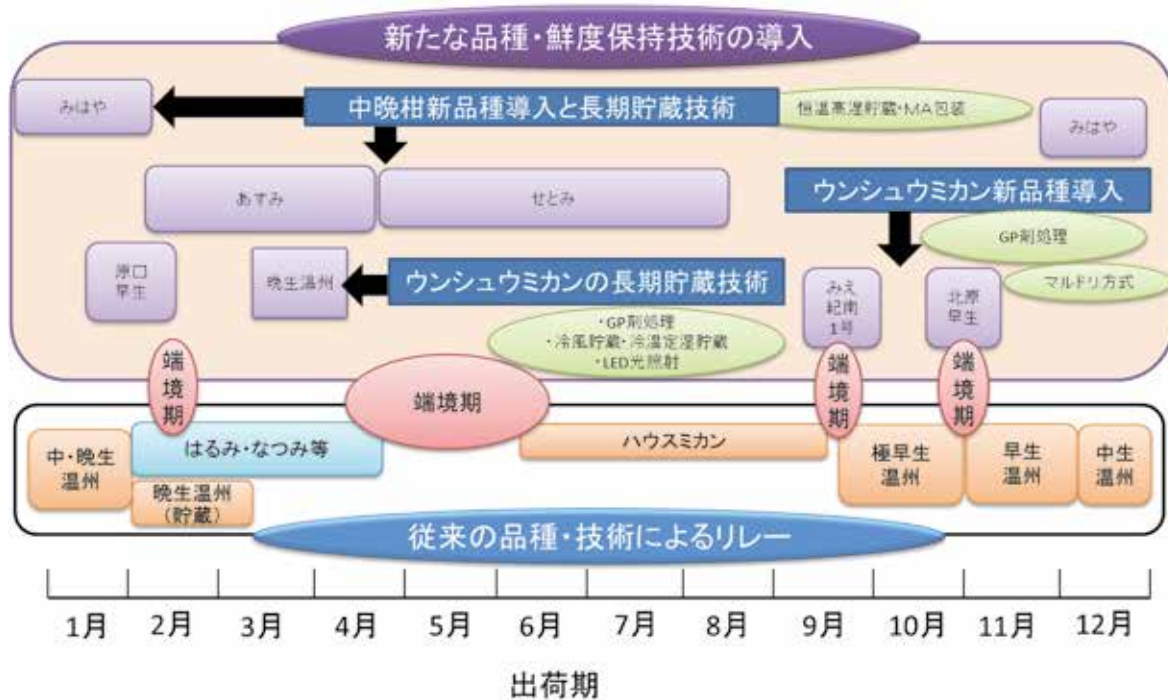 新たな品種・鮮度保持技術の導入
みはや
中晩柑新品種導入と長期貯蔵技術
恒温高湿貯蔵・MA包装
みはや
あすみ
せとみ
ウンシュウミカン新品種導入
GP剤処理
原口
早生
晩生温州
ウンシュウミカンの長期貯蔵技術
みえ
紀南
1号
北原
早生
マルドリ方式
・GP剤処理
・冷風貯蔵・冷温定湿貯蔵
・LED光照射
端
境
期
端境期
端
境
期
端
境
期
中・晩生
温州
はるみ・なつみ等
晩生温州
(貯蔵)
ハウスミカン
極早生
温州
早生
温州
中生
温州
従来の品種・技術によるリレー
1月
2月
3月
4月
5月
6月
7月
8月
9月
10月
11月
12月
出荷期